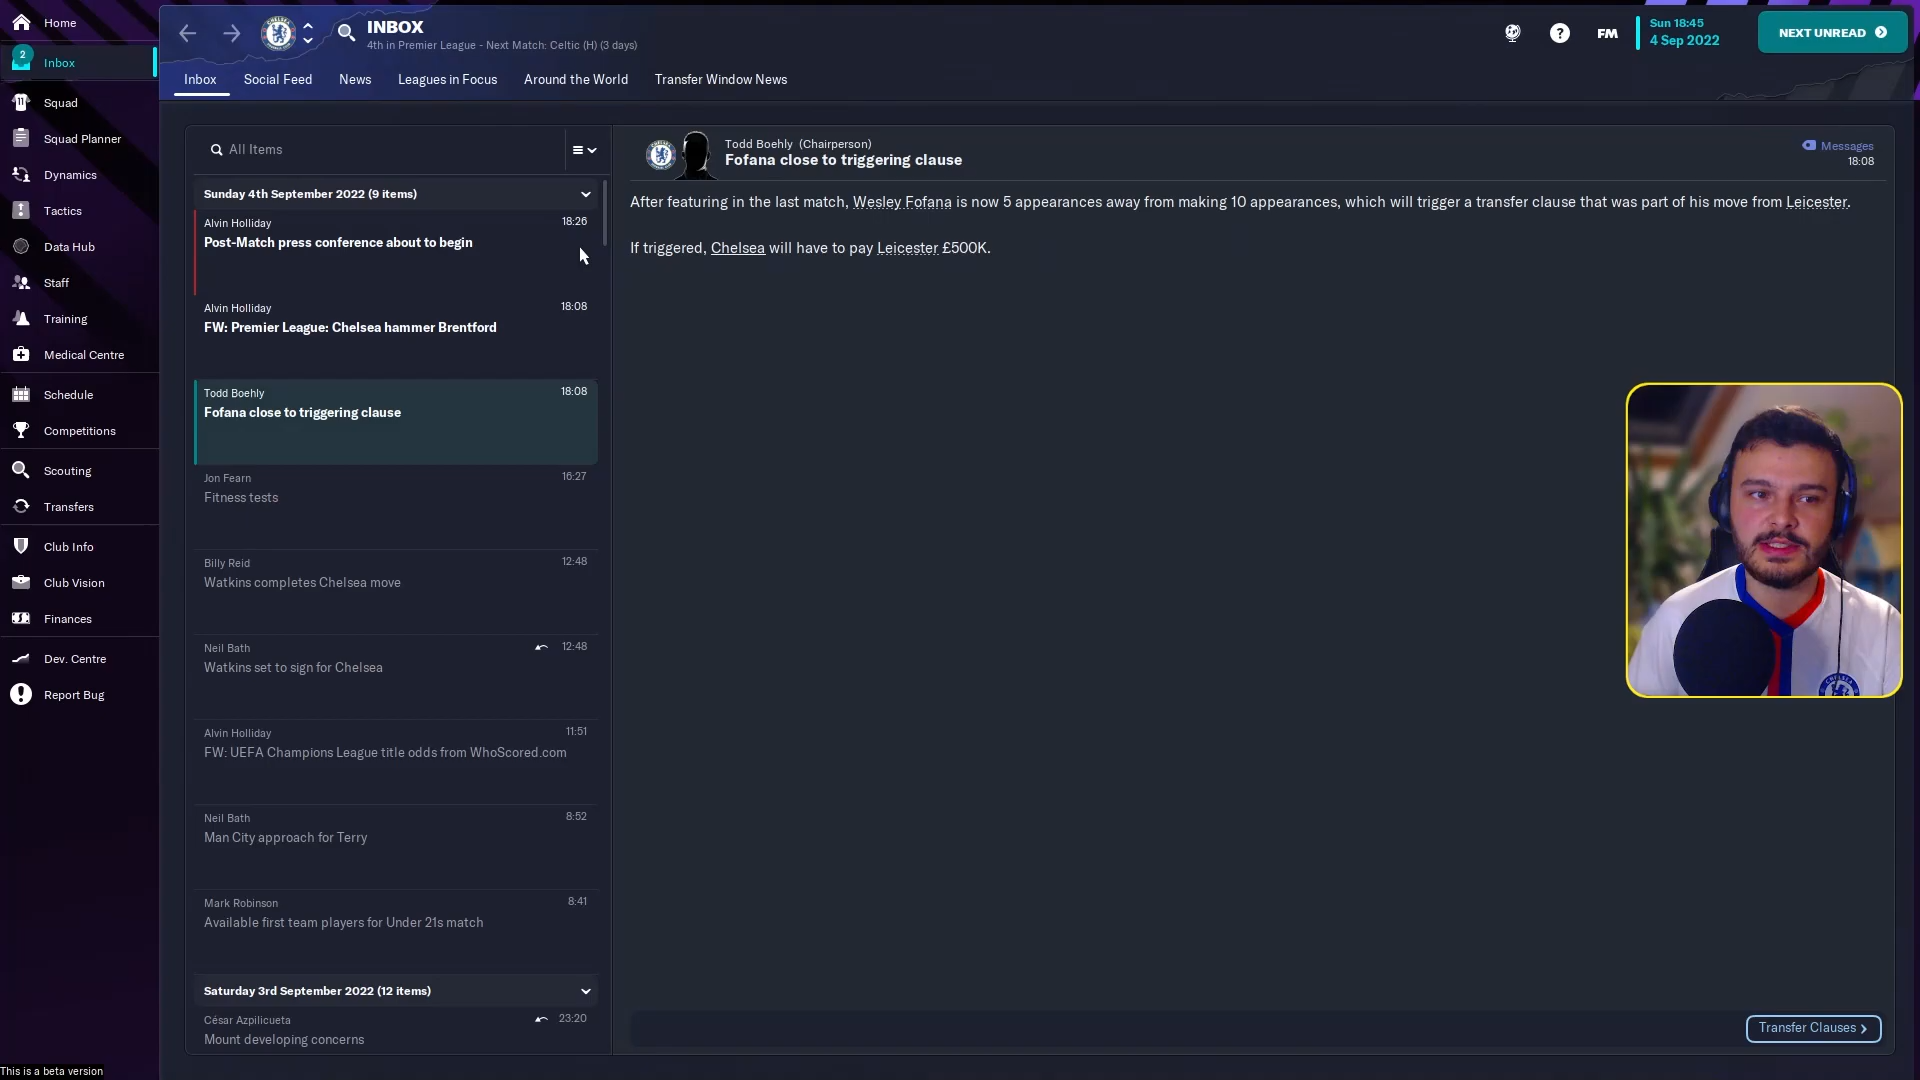 Home
2
Inbox
Squad
Squad Planner
Dynamics
Tactics
Data Hub
Staff
Training
Medical Centre
Schedule
Competitions
Scouting
Transfers
Club Info
Club Vision
Finances
Dev. Centre
Report Bug
This is a beta version
INBOX
4th in Premier League - Next Match: Celtic (H) (3 days)
FM
Sun 18:45
4 Sep 2022
NEXT UNREAD
Inbox Social Feed News Leagues in Focus Around the World Transfer Window News
All Items
Sunday 4th September 2022 (9 items)
Alvin Holliday 18:26
Post-Match press conference about to begin
Alvin Holliday 18:08
FW: Premier League: Chelsea hammer Brentford
Todd Boehly 18:08
Fofana close to triggering clause
Jon Fearn 16:27
Fitness tests
Billy Reid 12:48
Watkins completes Chelsea move
Neil Bath 12:48
Watkins set to sign for Chelsea
Alvin Holliday 11:51
FW: UEFA Champions League title odds from WhoScored.com
Neil Bath 8:52
Man City approach for Terry
Mark Robinson 8:41
Available first team players for Under 21s match
Saturday 3rd September 2022 (12 items)
César Azpilicueta 23:20
Mount developing concerns
Todd Boehly (Chairperson)
Fofana close to triggering clause
Messages
18:08
After featuring in the last match, Wesley Fofana is now 5 appearances away from making 10 appearances, which will trigger a transfer clause that was part of his move from Leicester.
If triggered, Chelsea will have to pay Leicester £500K.
Transfer Clauses